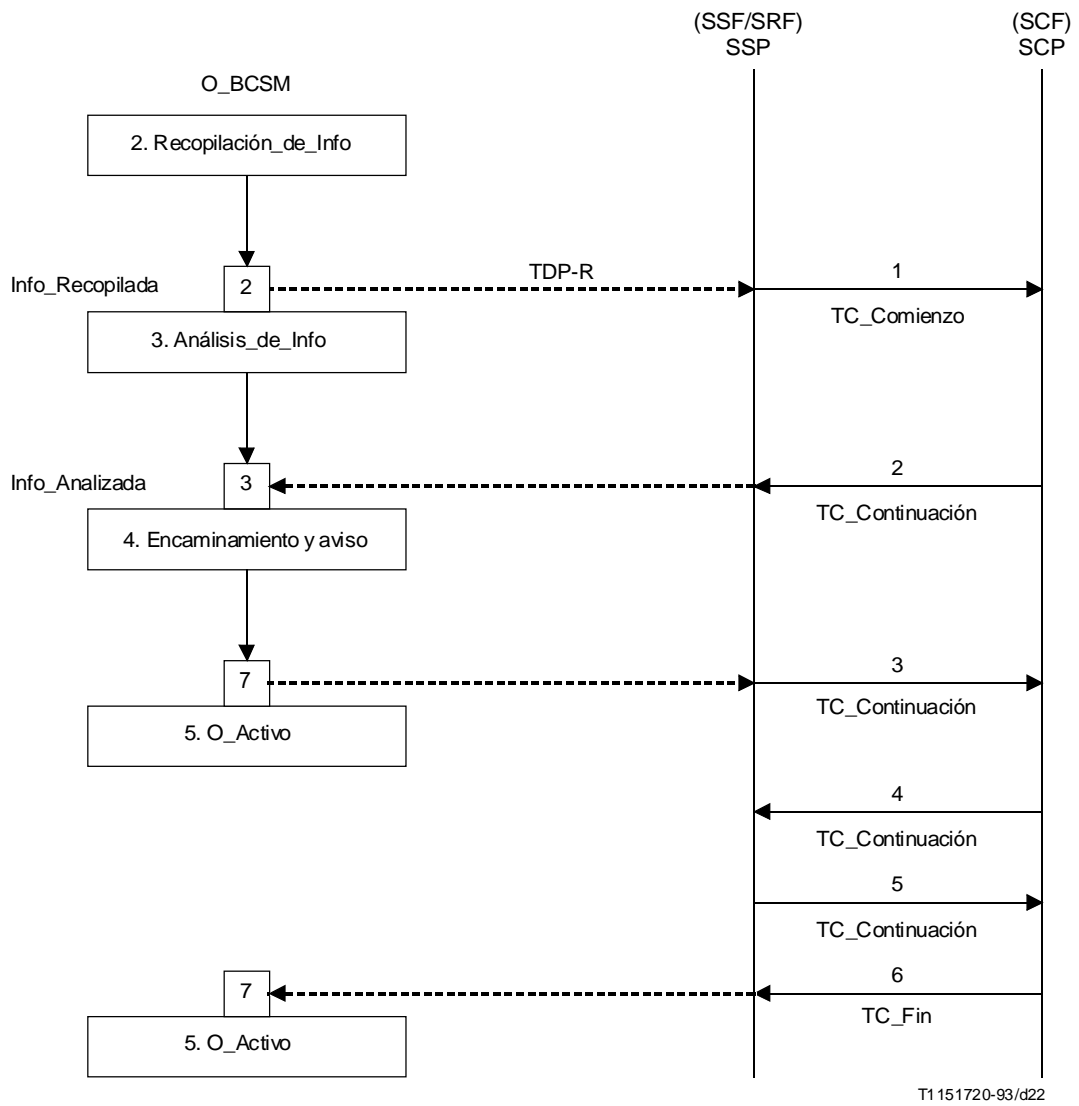 (SSF/SRF)
SSP
(SCF)
SCP
O_BCSM
2. Recopilación_de_Info
Info_Recopilada
2
TDP-R
1
TC_Comienzo
3. Análisis_de_Info
Info_Analizada
3
2
TC_Continuación
4. Encaminamiento y aviso
7
3
TC_Continuación
5. O_Activo
4
TC_Continuación
5
TC_Continuación
7
6
TC_Fin
5. O_Activo
T1151720-93/d22